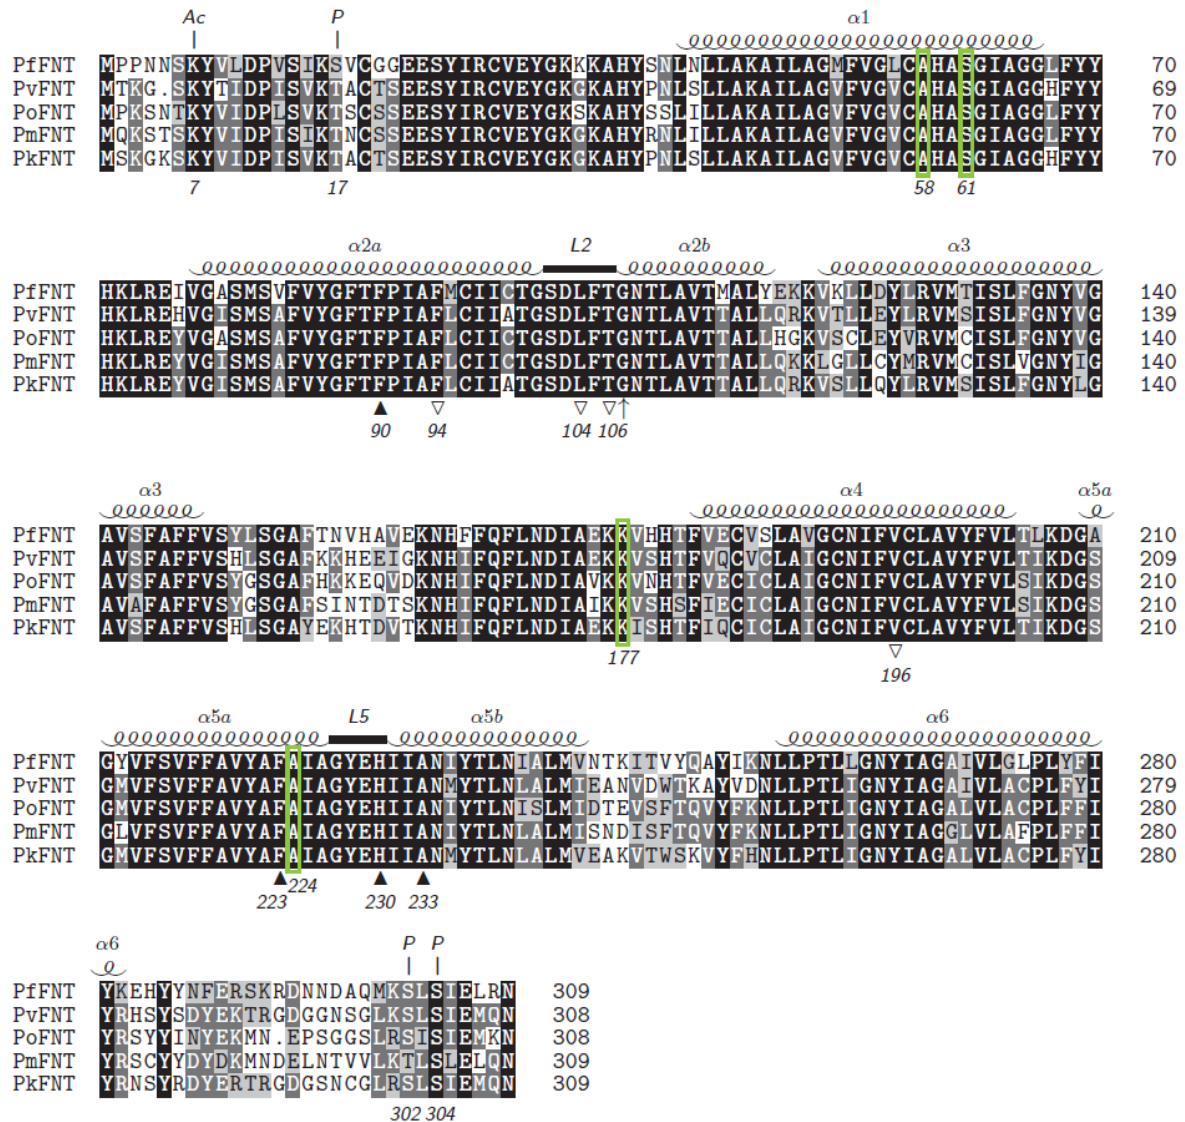 Ac P α1
PfFNT MPPNNSKYVLDPVSIKSVCGGEESYIRCVEYGKKKAHYSNLNLLAKAILAGMFVGLCAHASGIAGGLFYY 70
PvFNT MTKG.SKYTIDPISVKTACTSEESYIRCVEYGKGKAHYPNLSLLAKAILAGVFVGVCAHASGIAGGHFYY 69
PoFNT MPKSNTKYVIDPLSVKTACSSEESYIRCVEYGKSKAHYSSLILLAKAILAGVFVGVCAHASGIAGGLFYY 70
PmFNT MQKSTSKYVIDPISIKTNCSSEESYIRCVEYGKGKAHYRNLILLAKAILAGVFVGVCAHASGIAGGLFYY 70
PkFNT MSKGKSKYVIDPISVKTACTSEESYIRCVEYGKGKAHYPNLSLLAKAILAGVFVGVCAHASGIAGGHFYY 70
7 17 58 61
α2a L2 α2b α3
PfFNT HKLREIVGASMSVFVYGFTFPIAFMCIICTGSDLFTGNTLAVTMALYEKKVKLLDYLRVMTISLFGNYVG 140
PvFNT HKLREHVGISMSAFVYGFTFPIAFLCIIATGSDLFTGNTLAVTTALLQRKVTLLEYLRVMSISLFGNYVG 139
PoFNT HKLREYVGASMSAFVYGFTFPIAFLCIICTGSDLFTGNTLAVTTALLHGKVSCLEYVRVMCISLFGNYVG 140
PmFNT HKLREYVGISMSAFVYGFTFPIAFLCIICTGSDLFTGNTLAVTTALLQKKLGLLCYMRVMCISLVGNYIG 140
PkFNT HKLREYVGISMSAFVYGFTFPIAFLCIIATGSDLFTGNTLAVTTALLQRKVSLLQYLRVMCISLFGNYLG 140
90 94 104 106
α3 α4 α5a
PfFNT AVSFAFFVSYLSGAFTNVHAVEKNHFFQFLNDIAEKKVHHTFVECVSLAVGCNIFVCLAVYFVLTLKDGA 210
PvFNT AVSFAFFVSHLSGAFKKHEEIGKNHIFQFLNDIAEKKVSHTFVQCVCLAIGCNIFVCLAVYFVLTIKDGS 209
PoFNT AVSFAFFVSYGSGAFHKKEQVDKNHIFQFLNDIAVKKVNHTFVECICLAIGCNIFVCLAVYFVLSIKDGS 210
PmFNT AVAFAFFVSYGSGAFSINTDTSKNHIFQFLNDIAIKKVSHSFIECICLAIGCNIFVCLAVYFVLSIKDGS 210
PkFNT AVSFAFFVSHLSGAYEKHTDVTKNHIFQFLNDIAEKKISHTFIQCICLAIGCNIFVCLAVYFVLTIKDGS 210
177 196
α5a L5 α5b α6
PfFNT GYVFSVFFAVYAFAIAGYEHIIANIYTLNIALMVNTKITVYQAYIKNLLPTLLGNYIAGAIVLGLPLYFI 280
PvFNT GMVFSVFFAVYAFAIAGYEHIIANMYTLNLALMIEANVDWTKAYVDNLLPTLIGNYIAGAIVLACPLFYI 279
PoFNT GMVFSVFFAVYAFAIAGYEHIIANIYTLNISLMIDTEVSFTQVYFKNLLPTLIGNYIAGALVLACPLFFI 280
PmFNT GLVFSVFFAVYAFAIAGYEHIIANIYTLNLALMISNDISFTQVYFKNLLPTLIGNYIAGGLVLAFPLFFI 280
PkFNT GMVFSVFFAVYAFAIAGYEHIIANMYTLNLALMVEAKVTWSKVYFHNLLPTLIGNYIAGALVLACPLFYI 280
223 224 230 233
α6 P P
PfFNT YKEHYYNFERSKRDNNDAQMKSLSIELRN 309
PvFNT YRHSYSDYEKTRGDGGNSGLKSLSIEMQN 308
PoFNT YRSYYINYEKMN.EPSGGSLRSISIEMKN 308
PmFNT YRSCYYDYDKMNDELNTVVLKTLSLELQN 309
PkFNT YRNSYRDYERTRGDGSNCGLRSLSIEMQN 309
302 304